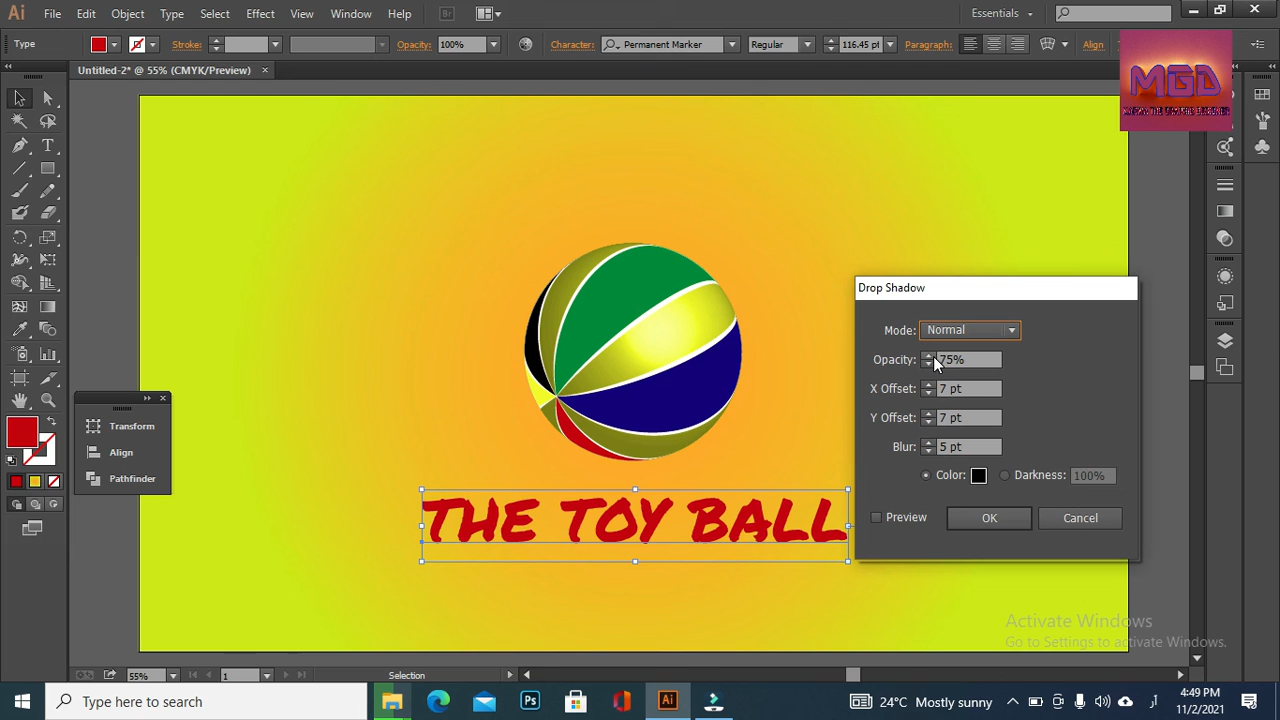 Ai File Edit Object Type Select Effect View Window Help Br Essentials
Type Stroke: Opacity: 100% Character: Permanent Marker Regular 116.45 pt Paragraph: Align
Untitled-2* @ 55% (CMYK/Preview) ×
MGD
Drop Shadow
Mode: Normal
Opacity: 75%
X Offset: 7 pt
Y Offset: 7 pt
Blur: 5 pt
Color: Darkness: 100%
Preview OK Cancel
Transform
Align
Pathfinder
THE TOY BALL
Activate Windows
Go to Settings to activate Windows.
55% 1 Selection
Type here to search Ps Ai 24°C Mostly sunny 4:49 PM
11/2/2021